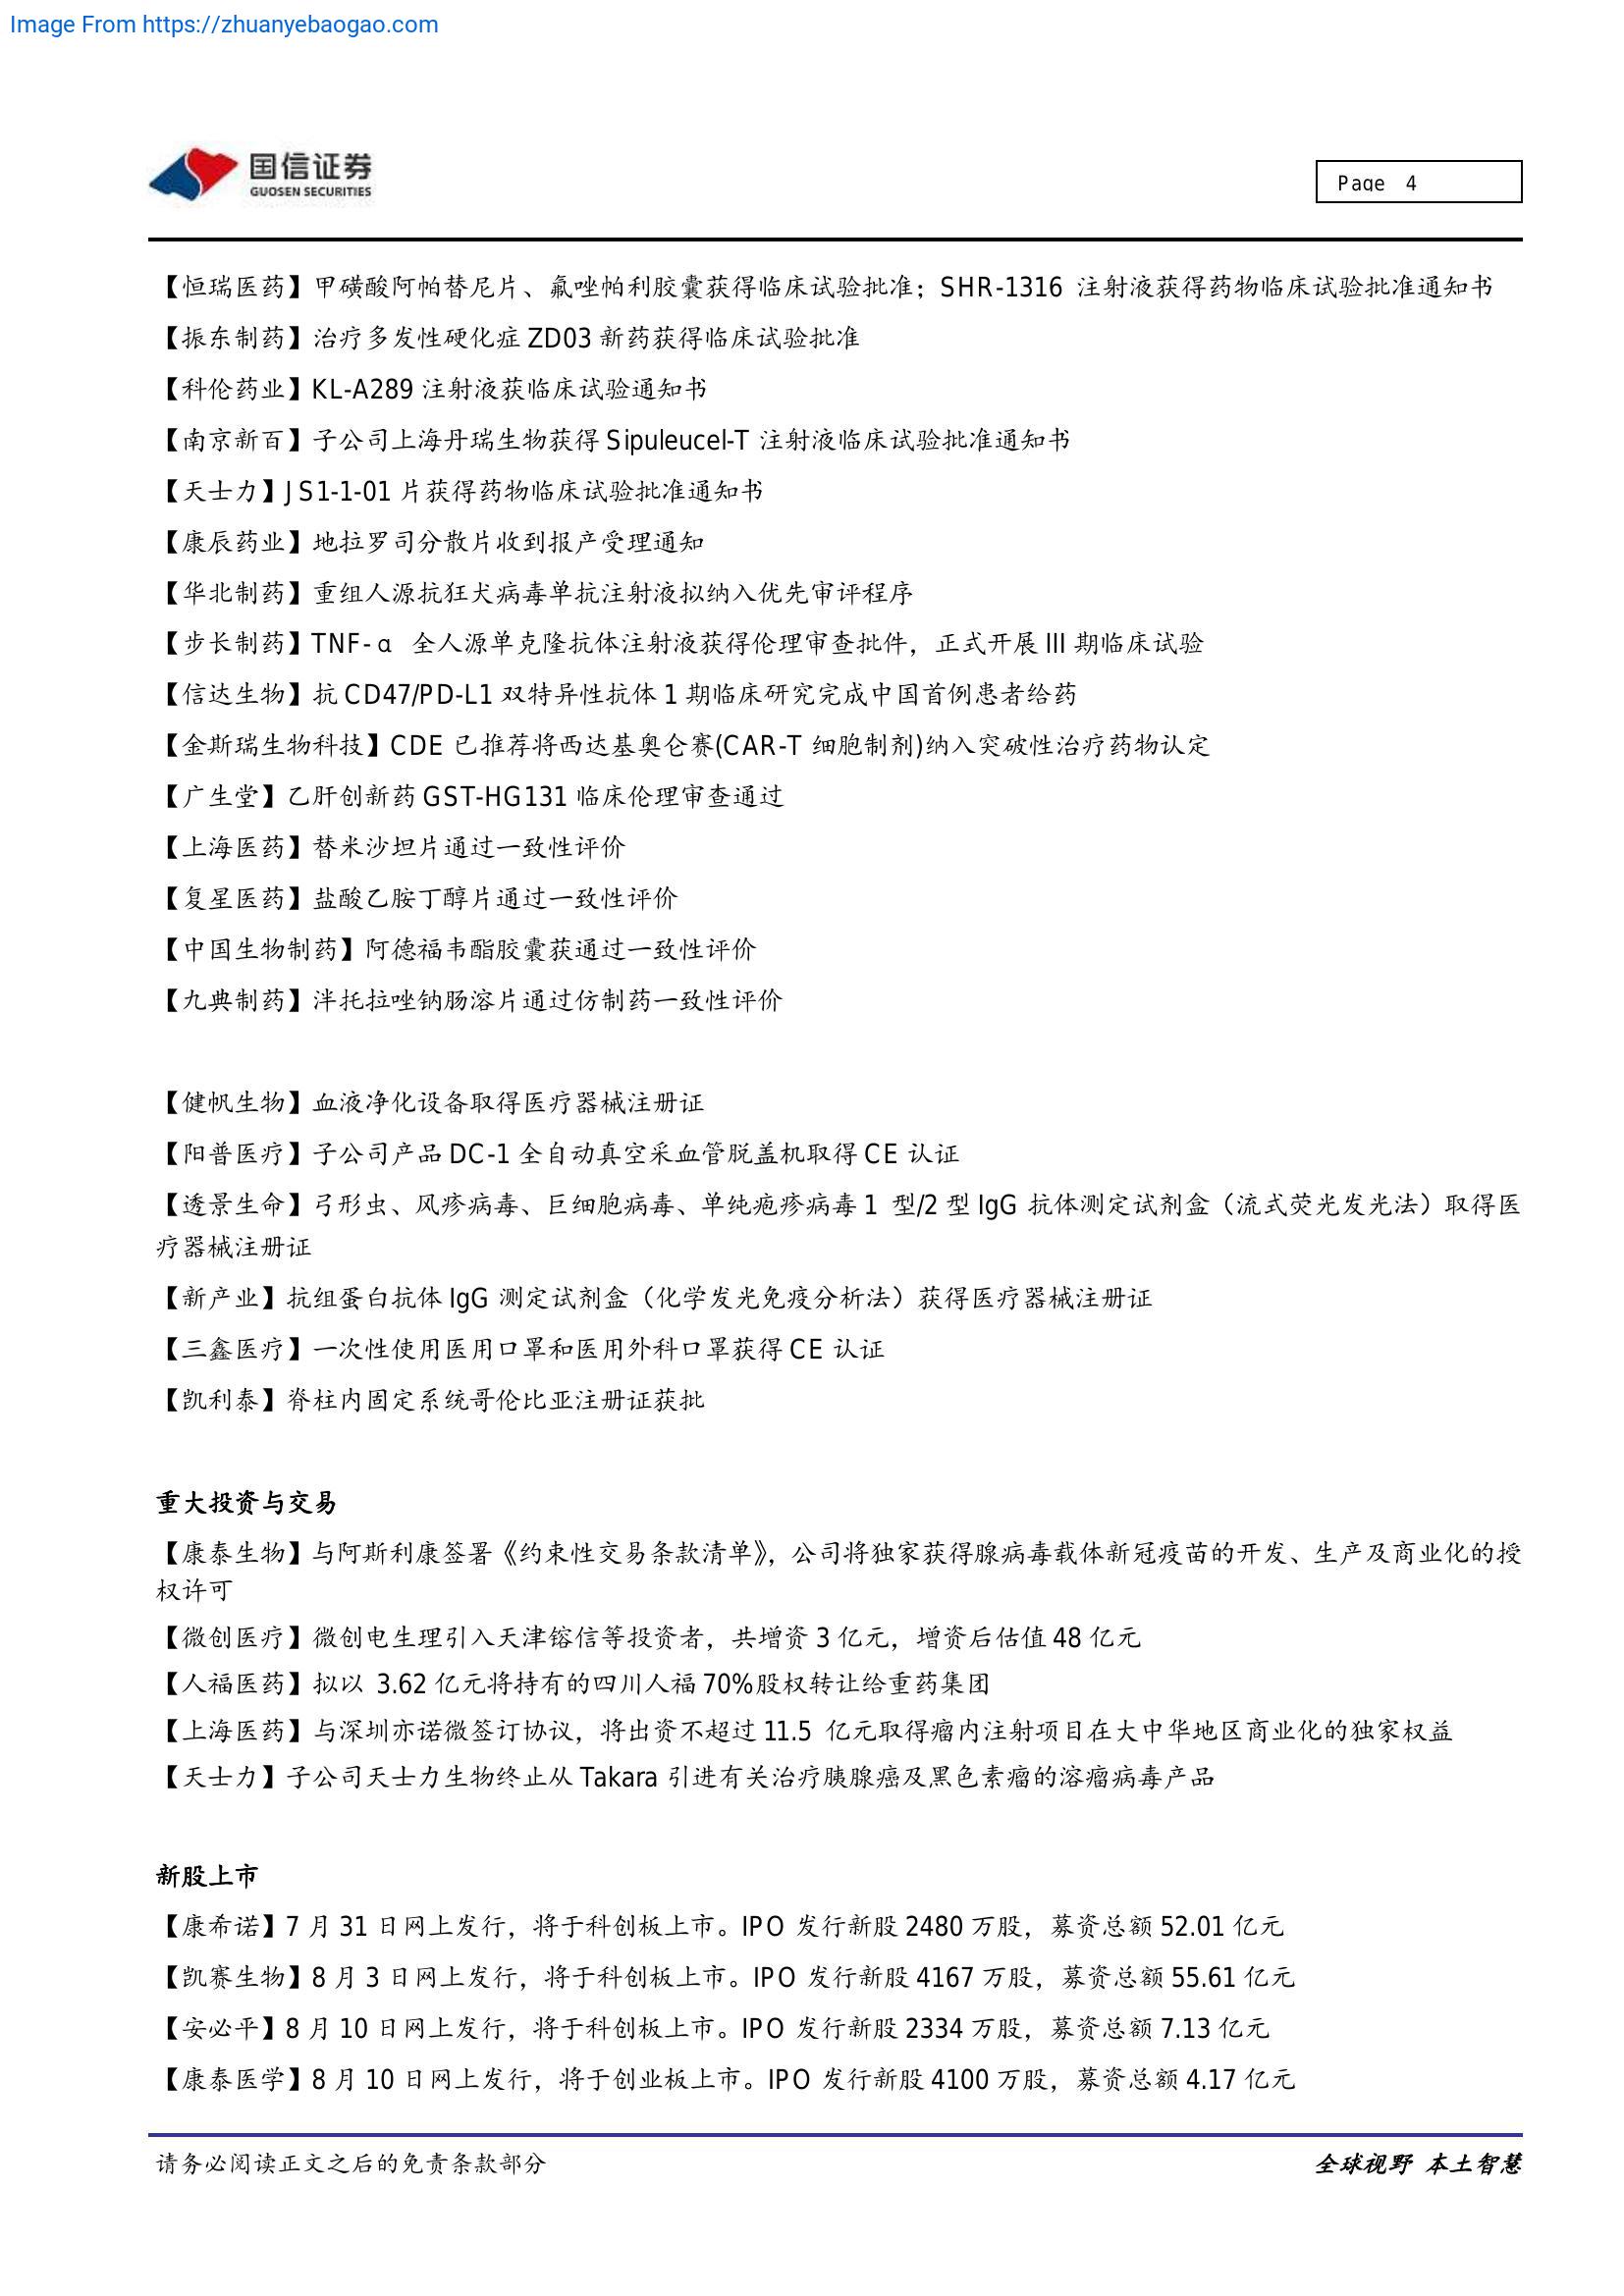 Image From https://zhuanyebaogao.com
国信证券
GUOSEN SECURITIES
Page 4
【恒瑞医药】甲磺酸阿帕替尼片、氟唑帕利胶囊获得临床试验批准；SHR-1316 注射液获得药物临床试验批准通知书
【振东制药】治疗多发性硬化症 ZD03 新药获得临床试验批准
【科伦药业】KL-A289 注射液获临床试验通知书
【南京新百】子公司上海丹瑞生物获得 Sipuleucel-T 注射液临床试验批准通知书
【天士力】JS1-1-01 片获得药物临床试验批准通知书
【康辰药业】地拉罗司分散片收到报产受理通知
【华北制药】重组人源抗狂犬病毒单抗注射液拟纳入优先审评程序
【步长制药】TNF-α 全人源单克隆抗体注射液获得伦理审查批件，正式开展 III 期临床试验
【信达生物】抗 CD47/PD-L1 双特异性抗体 1 期临床研究完成中国首例患者给药
【金斯瑞生物科技】CDE 已推荐将西达基奥仑赛(CAR-T 细胞制剂)纳入突破性治疗药物认定
【广生堂】乙肝创新药 GST-HG131 临床伦理审查通过
【上海医药】替米沙坦片通过一致性评价
【复星医药】盐酸乙胺丁醇片通过一致性评价
【中国生物制药】阿德福韦酯胶囊获通过一致性评价
【九典制药】泮托拉唑钠肠溶片通过仿制药一致性评价
【健帆生物】血液净化设备取得医疗器械注册证
【阳普医疗】子公司产品 DC-1 全自动真空采血管脱盖机取得 CE 认证
【透景生命】弓形虫、风疹病毒、巨细胞病毒、单纯疱疹病毒 1 型/2 型 IgG 抗体测定试剂盒（流式荧光发光法）取得医
疗器械注册证
【新产业】抗组蛋白抗体 IgG 测定试剂盒（化学发光免疫分析法）获得医疗器械注册证
【三鑫医疗】一次性使用医用口罩和医用外科口罩获得 CE 认证
【凯利泰】脊柱内固定系统哥伦比亚注册证获批
重大投资与交易
【康泰生物】与阿斯利康签署《约束性交易条款清单》，公司将独家获得腺病毒载体新冠疫苗的开发、生产及商业化的授
权许可
【微创医疗】微创电生理引入天津镕信等投资者，共增资 3 亿元，增资后估值 48 亿元
【人福医药】拟以 3.62 亿元将持有的四川人福 70%股权转让给重药集团
【上海医药】与深圳亦诺微签订协议，将出资不超过 11.5 亿元取得瘤内注射项目在大中华地区商业化的独家权益
【天士力】子公司天士力生物终止从 Takara 引进有关治疗胰腺癌及黑色素瘤的溶瘤病毒产品
新股上市
【康希诺】7 月 31 日网上发行，将于科创板上市。IPO 发行新股 2480 万股，募资总额 52.01 亿元
【凯赛生物】8 月 3 日网上发行，将于科创板上市。IPO 发行新股 4167 万股，募资总额 55.61 亿元
【安必平】8 月 10 日网上发行，将于科创板上市。IPO 发行新股 2334 万股，募资总额 7.13 亿元
【康泰医学】8 月 10 日网上发行，将于创业板上市。IPO 发行新股 4100 万股，募资总额 4.17 亿元
请务必阅读正文之后的免责条款部分
全球视野 本土智慧